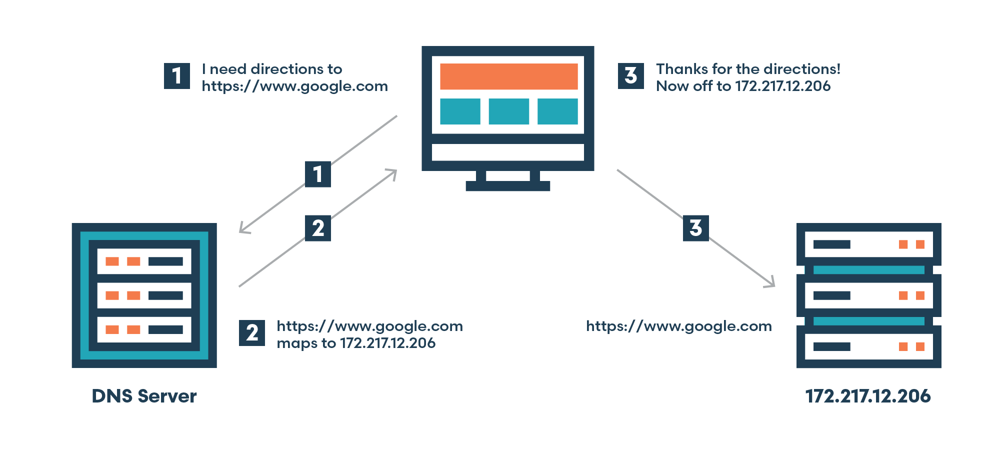 1
I need directions to
https://www.google.com
3
Thanks for the directions!
Now off to 172.217.12.206
1
2
3
2
https://www.google.com
maps to 172.217.12.206
https://www.google.com
DNS Server
172.217.12.206